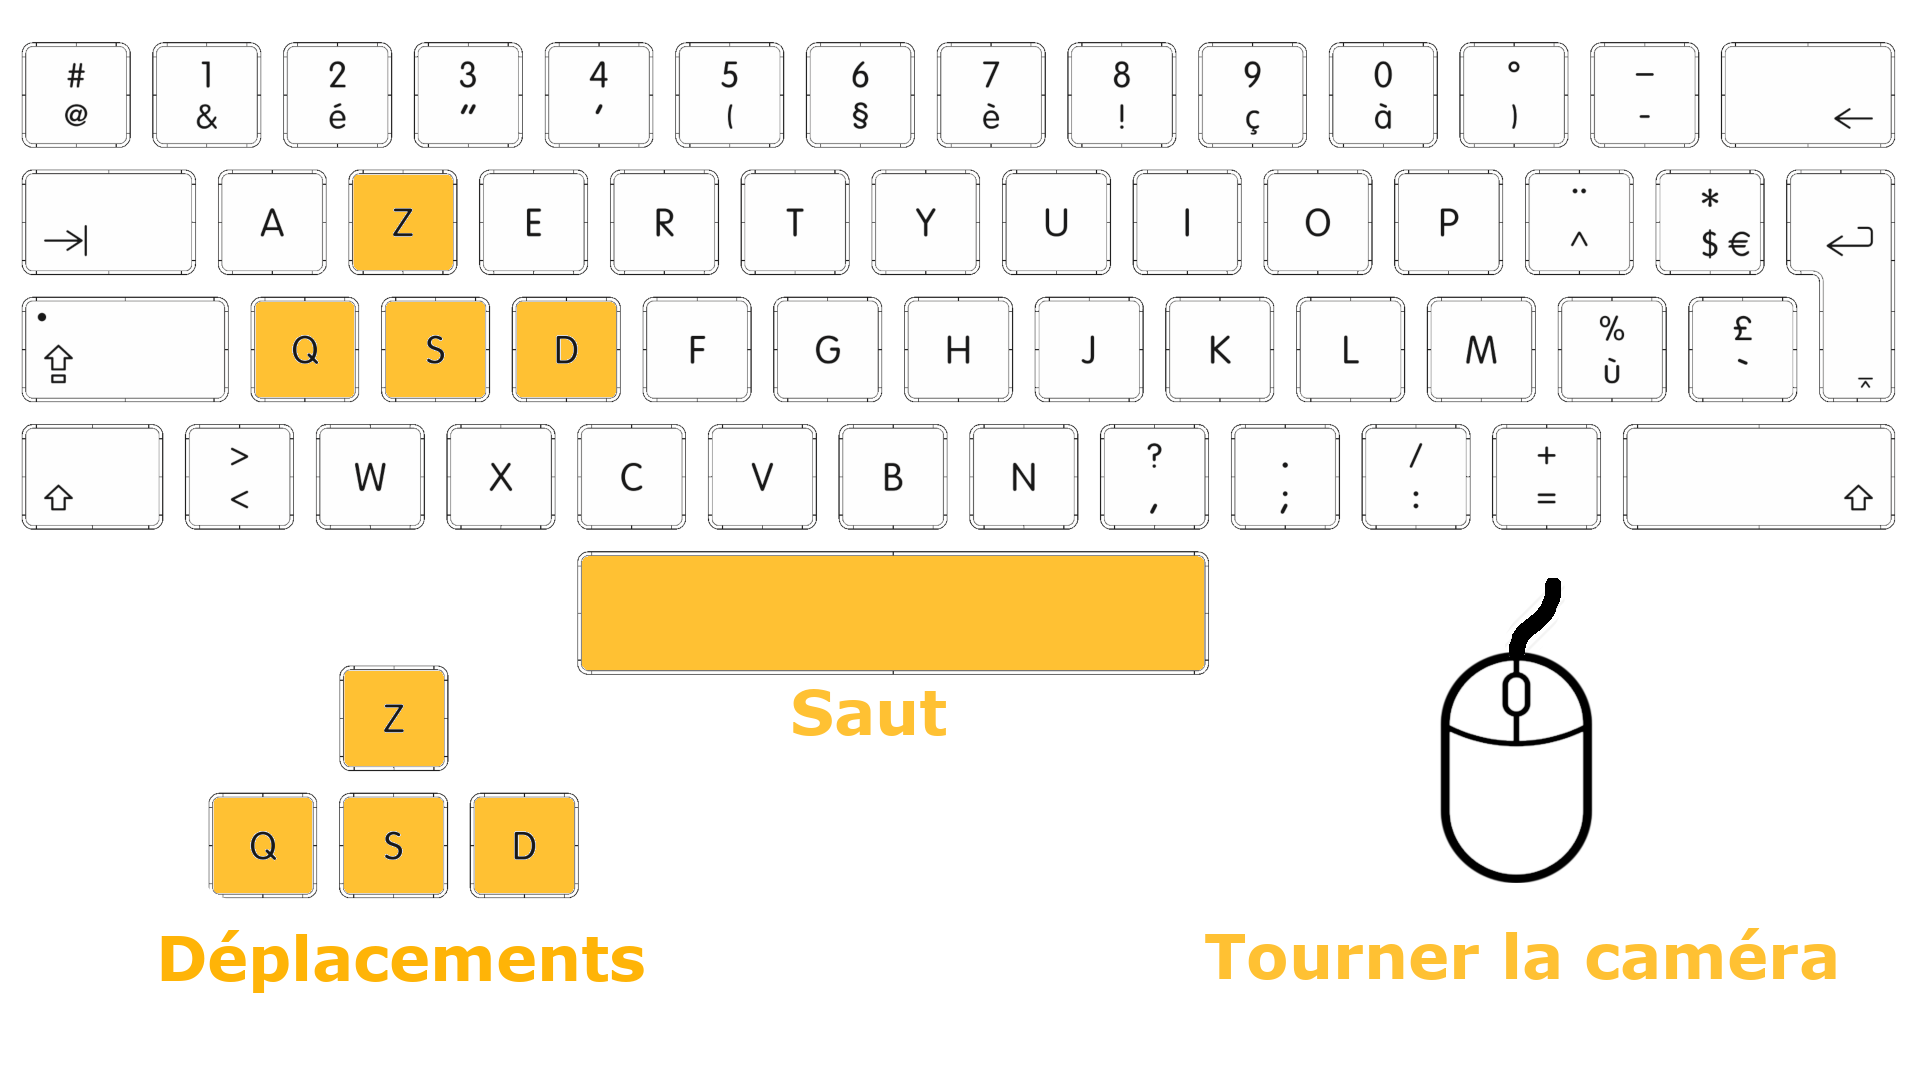 # 1 2 3 4 5 6 7 8 9 0 ° –
@ & é " ' ( § è ! ç à ) - ←
A Z E R T Y U I O P ¨ *
→| ^ $ € 
Q S D F G H J K L M % £
ù `
> W X C V B N ? . / +
< , ; : =
Saut
Z
Q S D
Déplacements
Tourner la caméra